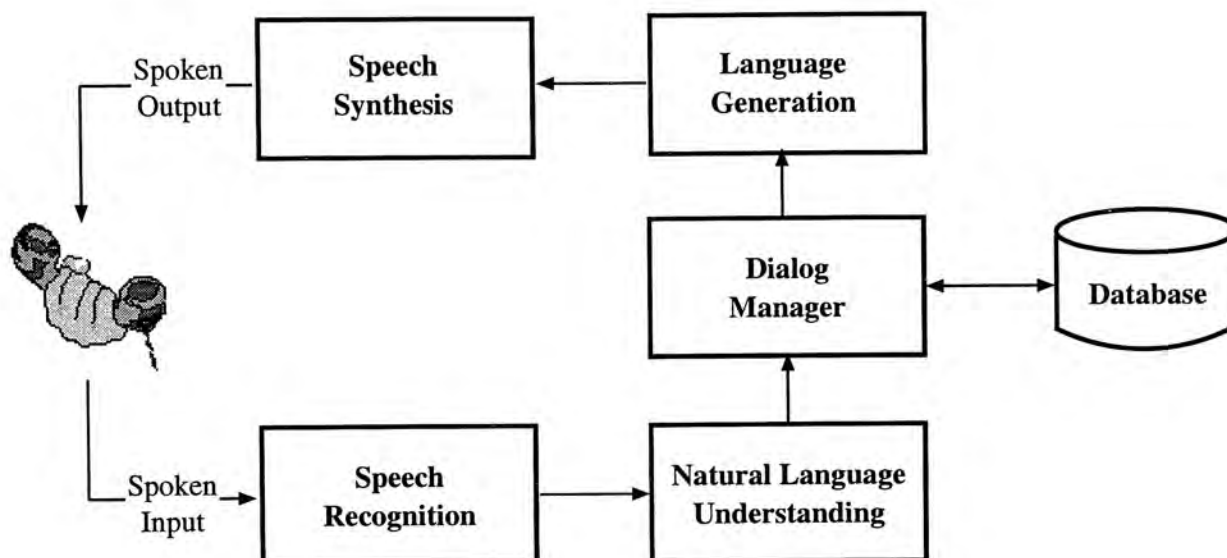 Spoken
Output
Speech
Synthesis
Language
Generation
Dialog
Manager
Database
Spoken
Input
Speech
Recognition
Natural Language
Understanding